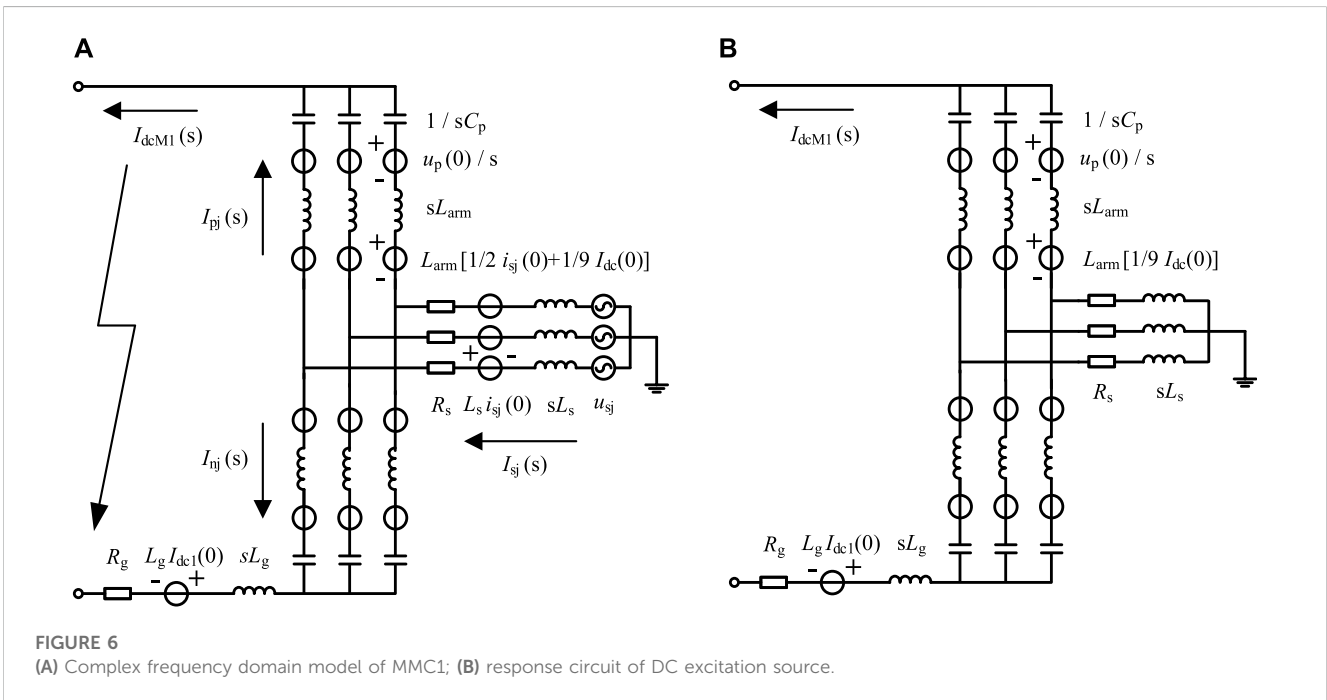 A
I_dcM1(s)
1 / sC_p
+
u_p(0) / s
-
I_pj(s)
sL_arm
+
L_arm[1/2 i_sj(0)+1/9 I_dc(0)]
-
+ -
R_s L_s i_sj(0) sL_s u_sj
I_nj(s)
I_sj(s)
R_g L_g I_dc1(0) sL_g
- +
B
I_dcM1(s)
1 / sC_p
+
u_p(0) / s
-
sL_arm
+
L_arm[1/9 I_dc(0)]
-
R_s sL_s
R_g L_g I_dc1(0) sL_g
- +
FIGURE 6
(A) Complex frequency domain model of MMC1; (B) response circuit of DC excitation source.